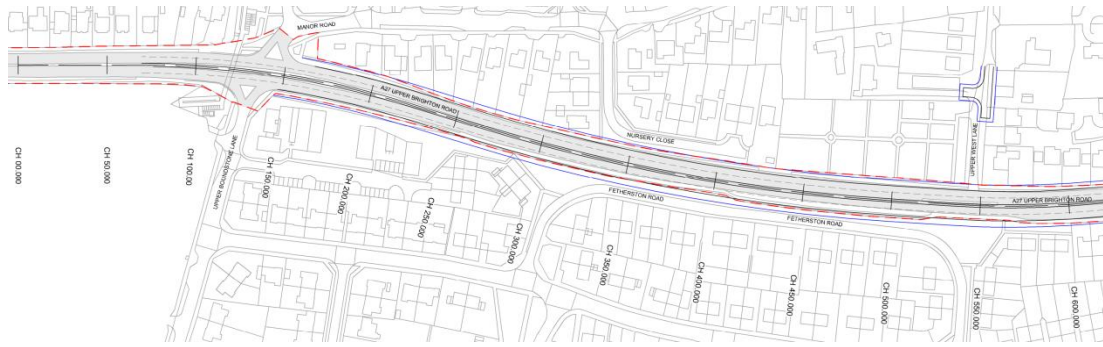 MANOR ROAD
A27 UPPER BRIGHTON ROAD
NURSERY CLOSE
UPPER WEST LANE
UPPER BOUNDSTONE LANE
FETHERSTON ROAD
FETHERSTON ROAD
A27 UPPER BRIGHTON ROAD
CH 00.000
CH 50.000
CH 100.00
CH 150.000
CH 200.000
CH 250.000
CH 300.000
CH 350.000
CH 400.000
CH 450.000
CH 500.000
CH 550.000
CH 600.000